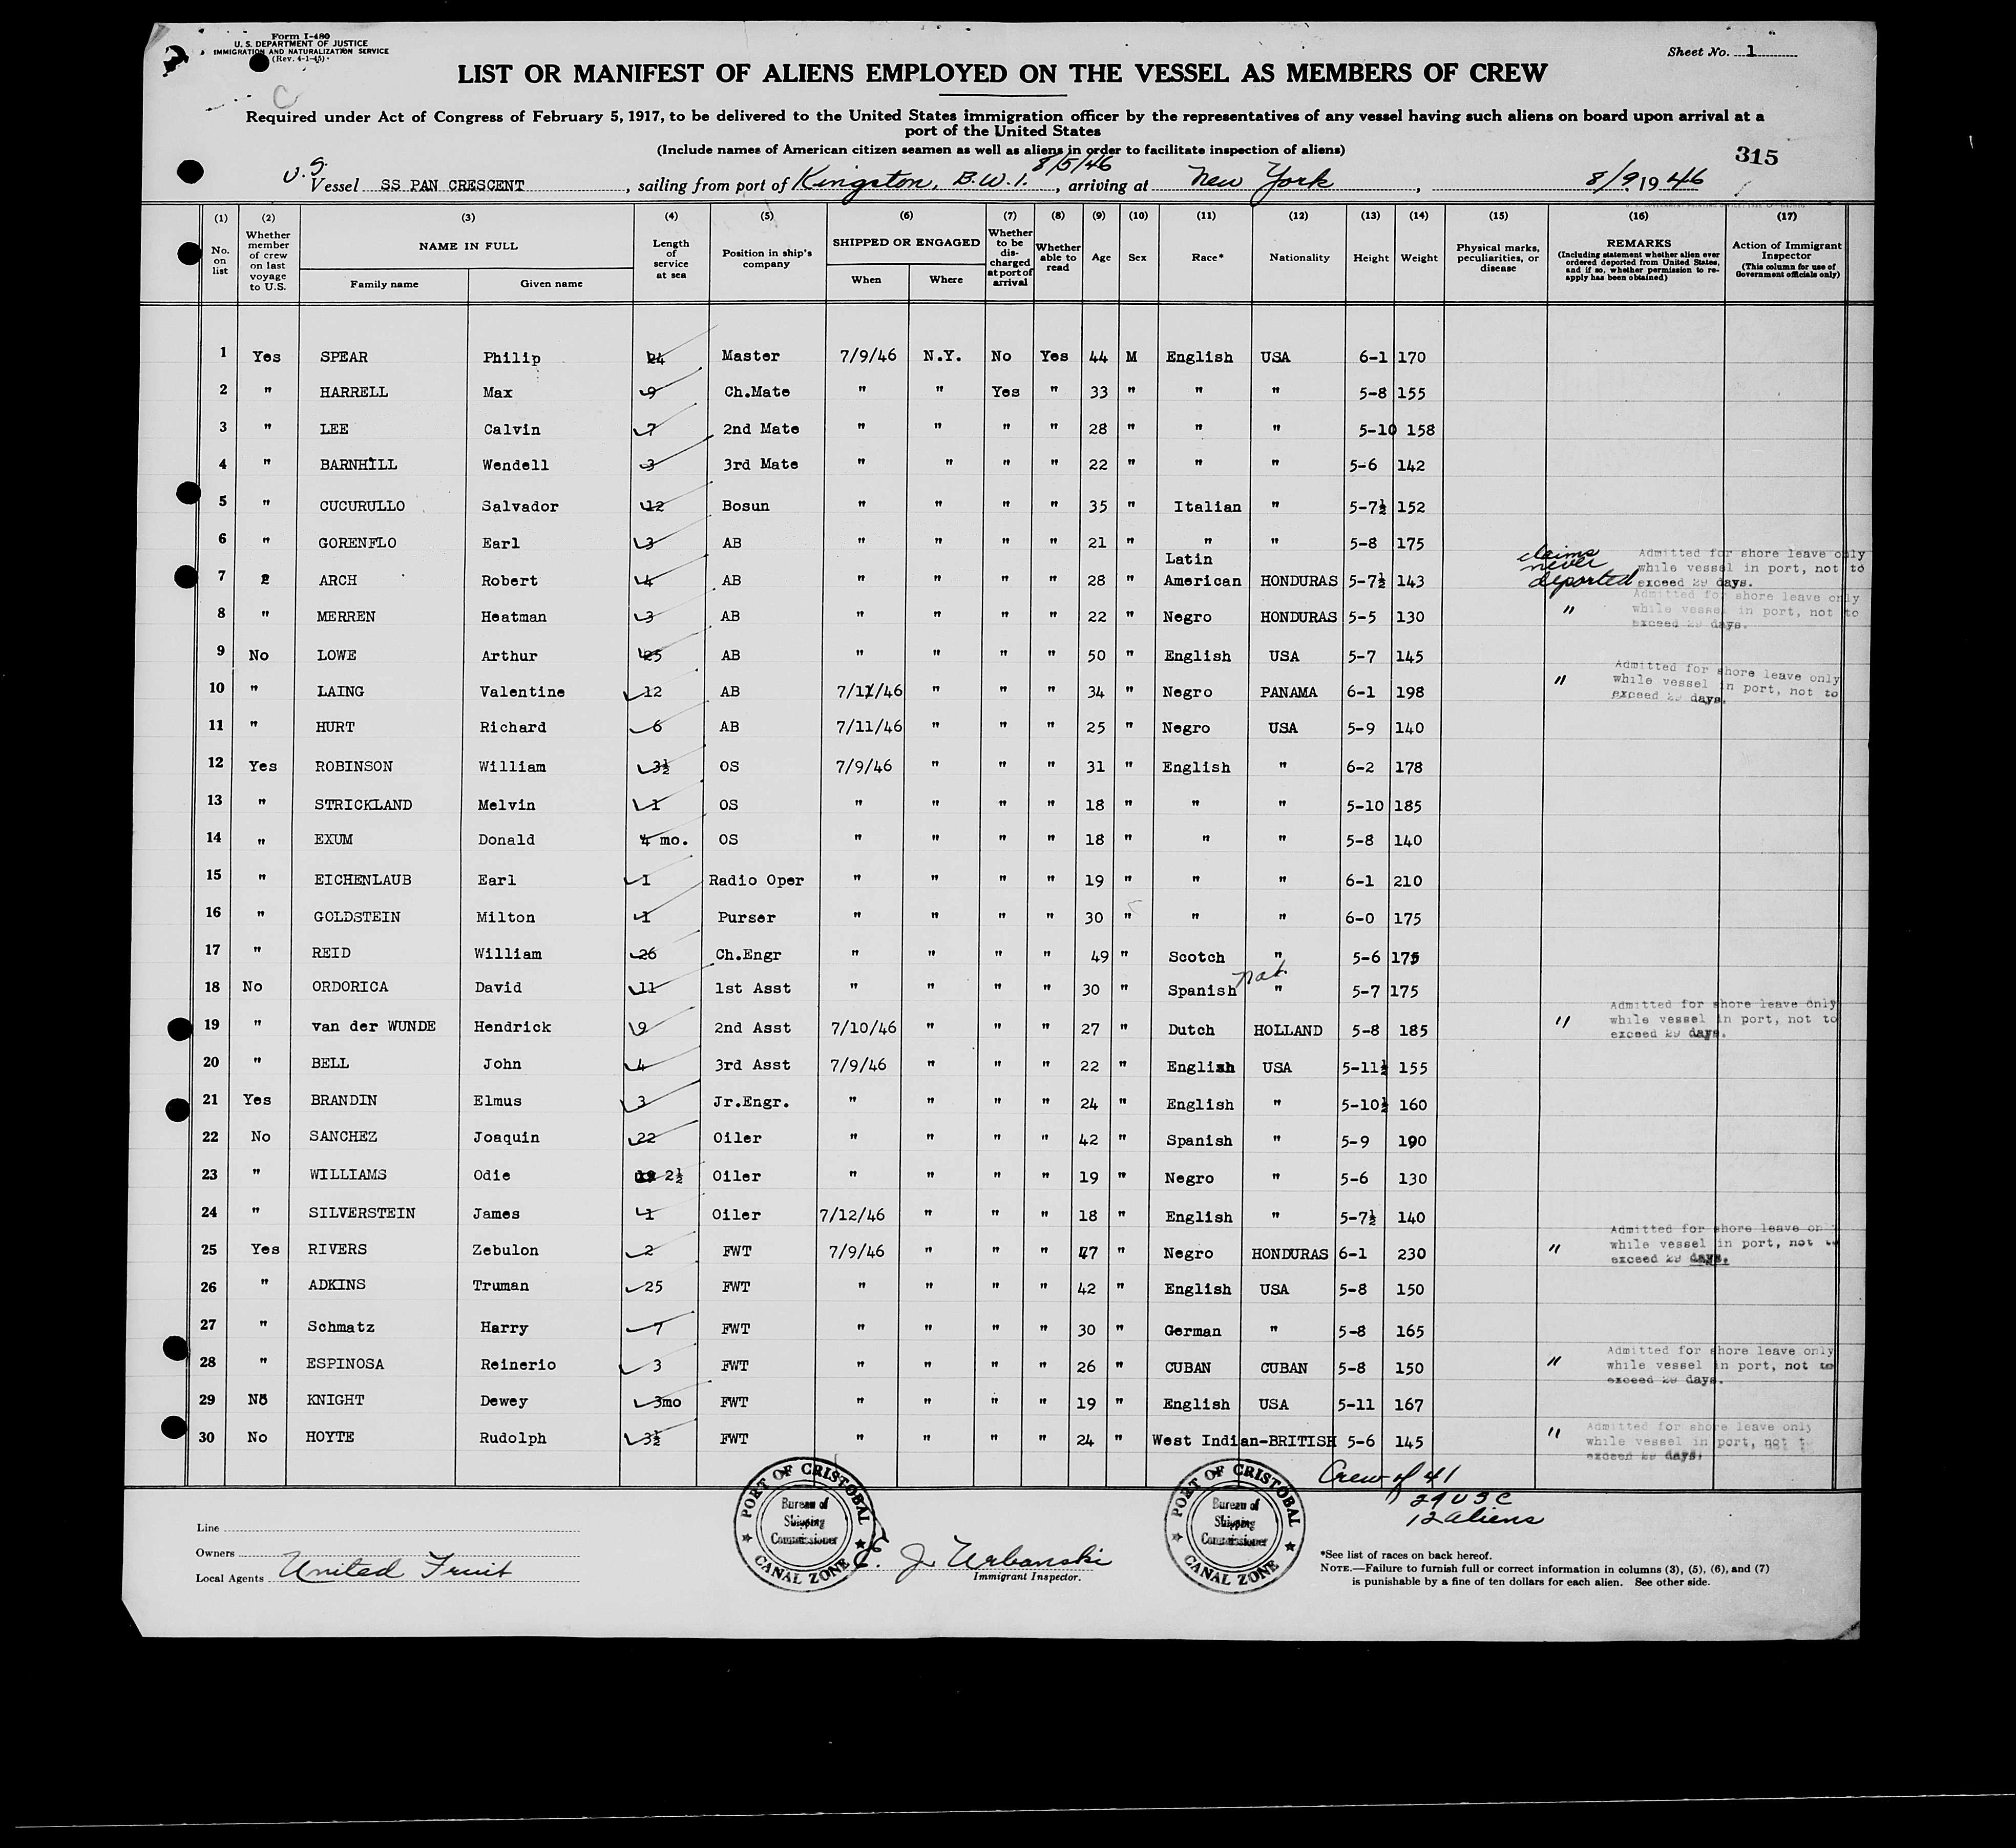 Form I-480
U. S. DEPARTMENT OF JUSTICE
IMMIGRATION AND NATURALIZATION SERVICE
(Rev. 4-1-45)
Sheet No. 1
LIST OR MANIFEST OF ALIENS EMPLOYED ON THE VESSEL AS MEMBERS OF CREW
Required under Act of Congress of February 5, 1917, to be delivered to the United States immigration officer by the representatives of any vessel having such aliens on board upon arrival at a
port of the United States
(Include names of American citizen seamen as well as aliens in order to facilitate inspection of aliens)
315
8/5/46
U.S. Vessel SS PAN CRESCENT, sailing from port of Kingston, B.W.I., arriving at New York, 8/9 1946
(1) (2) (3) (4) (5) (6) (7) (8) (9) (10) (11) (12) (13) (14) (15) (16) (17)
No. on list Whether member of crew on last voyage to U.S. NAME IN FULL Family name Given name Length of service at sea Position in ship's company SHIPPED OR ENGAGED When Where Whether to be discharged at port of arrival Whether able to read Age Sex Race* Nationality Height Weight Physical marks, peculiarities, or disease REMARKS (Including statement whether alien ever ordered deported from United States, and if so, whether permission to reapply has been obtained) Action of Immigrant Inspector (This column for use of Government officials only)
1 Yes SPEAR Philip 24 Master 7/9/46 N.Y. No Yes 44 M English USA 6-1 170
2 " HARRELL Max 9 Ch.Mate " " Yes " 33 " " " 5-8 155
3 " LEE Calvin 7 2nd Mate " " " " 28 " " " 5-10 158
4 " BARNHILL Wendell 3 3rd Mate " " " " 22 " " " 5-6 142
5 " CUCURULLO Salvador 12 Bosun " " " " 35 " Italian " 5-7½ 152
6 " GORENFLO Earl 3 AB " " " " 21 " " " 5-8 175
7 " ARCH Robert 4 AB " " " " 28 " Latin American HONDURAS 5-7½ 143 claims never deported Admitted for shore leave only while vessel in port, not to exceed 29 days.
8 " MERREN Heatman 3 AB " " " " 22 " Negro HONDURAS 5-5 130 " Admitted for shore leave only while vessel in port, not to exceed 29 days.
9 No LOWE Arthur 25 AB " " " " 50 " English USA 5-7 145
10 " LAING Valentine 12 AB 7/11/46 " " " 34 " Negro PANAMA 6-1 198 " Admitted for shore leave only while vessel in port, not to exceed 29 days.
11 " HURT Richard 6 AB 7/11/46 " " " 25 " Negro USA 5-9 140
12 Yes ROBINSON William 3½ OS 7/9/46 " " " 31 " English " 6-2 178
13 " STRICKLAND Melvin 1 OS " " " " 18 " " " 5-10 185
14 " EXUM Donald 4 mo. OS " " " " 18 " " " 5-8 140
15 " EICHENLAUB Earl 1 Radio Oper " " " " 19 " " " 6-1 210
16 " GOLDSTEIN Milton 1 Purser " " " " 30 " " " 6-0 175
17 " REID William 26 Ch.Engr " " " " 49 " Scotch " 5-6 175
18 No ORDORICA David 11 1st Asst " " " " 30 " Spanish nat " 5-7 175
19 " van der WUNDE Hendrick 9 2nd Asst 7/10/46 " " " 27 " Dutch HOLLAND 5-8 185 " Admitted for shore leave only while vessel in port, not to exceed 29 days.
20 " BELL John 4 3rd Asst 7/9/46 " " " 22 " English USA 5-11½ 155
21 Yes BRANDIN Elmus 3 Jr.Engr. " " " " 24 " English " 5-10½ 160
22 No SANCHEZ Joaquin 22 Oiler " " " " 42 " Spanish " 5-9 190
23 " WILLIAMS Odie 2½ Oiler " " " " 19 " Negro " 5-6 130
24 " SILVERSTEIN James 1 Oiler 7/12/46 " " " 18 " English " 5-7½ 140
25 Yes RIVERS Zebulon 2 FWT 7/9/46 " " " 47 " Negro HONDURAS 6-1 230 " Admitted for shore leave only while vessel in port, not to exceed 29 days.
26 " ADKINS Truman 25 FWT " " " " 42 " English USA 5-8 150
27 " Schmatz Harry 7 FWT " " " " 30 " German " 5-8 165
28 " ESPINOSA Reinerio 3 FWT " " " " 26 " CUBAN CUBAN 5-8 150 " Admitted for shore leave only while vessel in port, not to exceed 29 days.
29 No KNIGHT Dewey 3mo FWT " " " " 19 " English USA 5-11 167
30 No HOYTE Rudolph 3½ FWT " " " " 24 " West Indian-BRITISH 5-6 145 " Admitted for shore leave only while vessel in port, not to exceed 29 days.
Crew of 41
29 USC
12 aliens
PORT OF CRISTOBAL Bureau of Shipping Commissioner CANAL ZONE
PORT OF CRISTOBAL Bureau of Shipping Commissioner CANAL ZONE
Line
Owners
Local Agents United Fruit
E. J. Urbanski
Immigrant Inspector.
*See list of races on back hereof.
NOTE.—Failure to furnish full or correct information in columns (3), (5), (6), and (7)
is punishable by a fine of ten dollars for each alien. See other side.